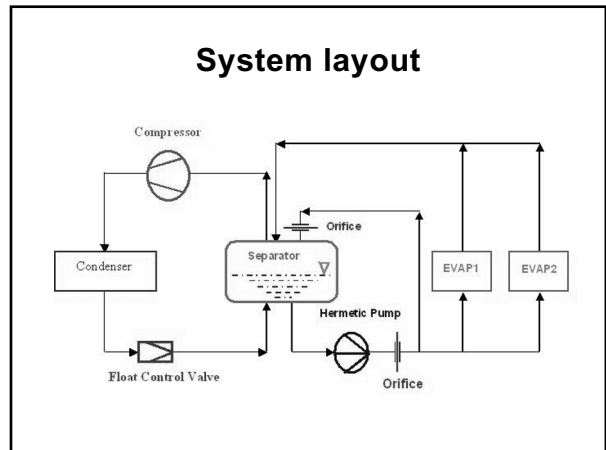 System layout
Compressor
Orifice
Separator
Condenser
EVAP1
EVAP2
Hermetic Pump
Float Control Valve
Orifice